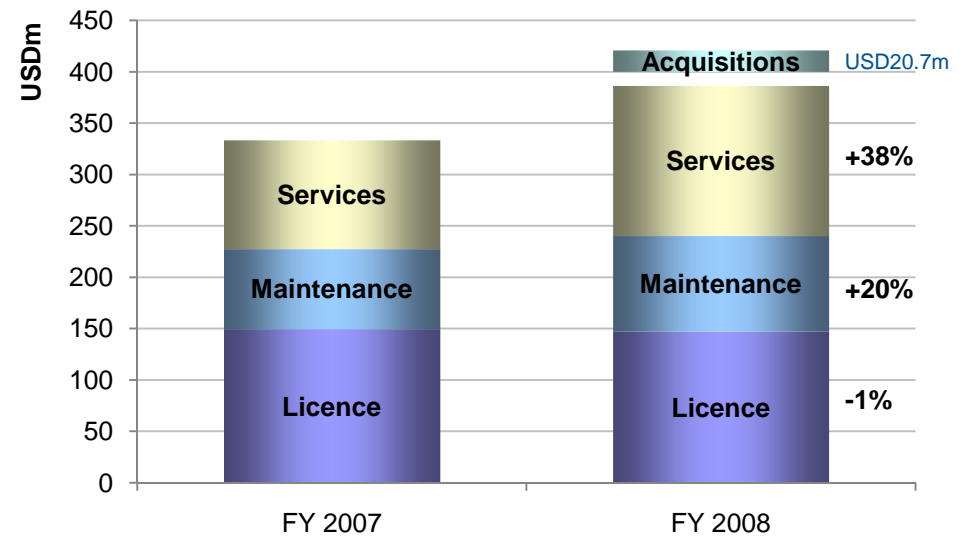 USDm
450
400
350
300
250
200
150
100
50
0
Services
Maintenance
Licence
FY 2007
Acquisitions
USD20.7m
Services
+38%
Maintenance
+20%
Licence
-1%
FY 2008